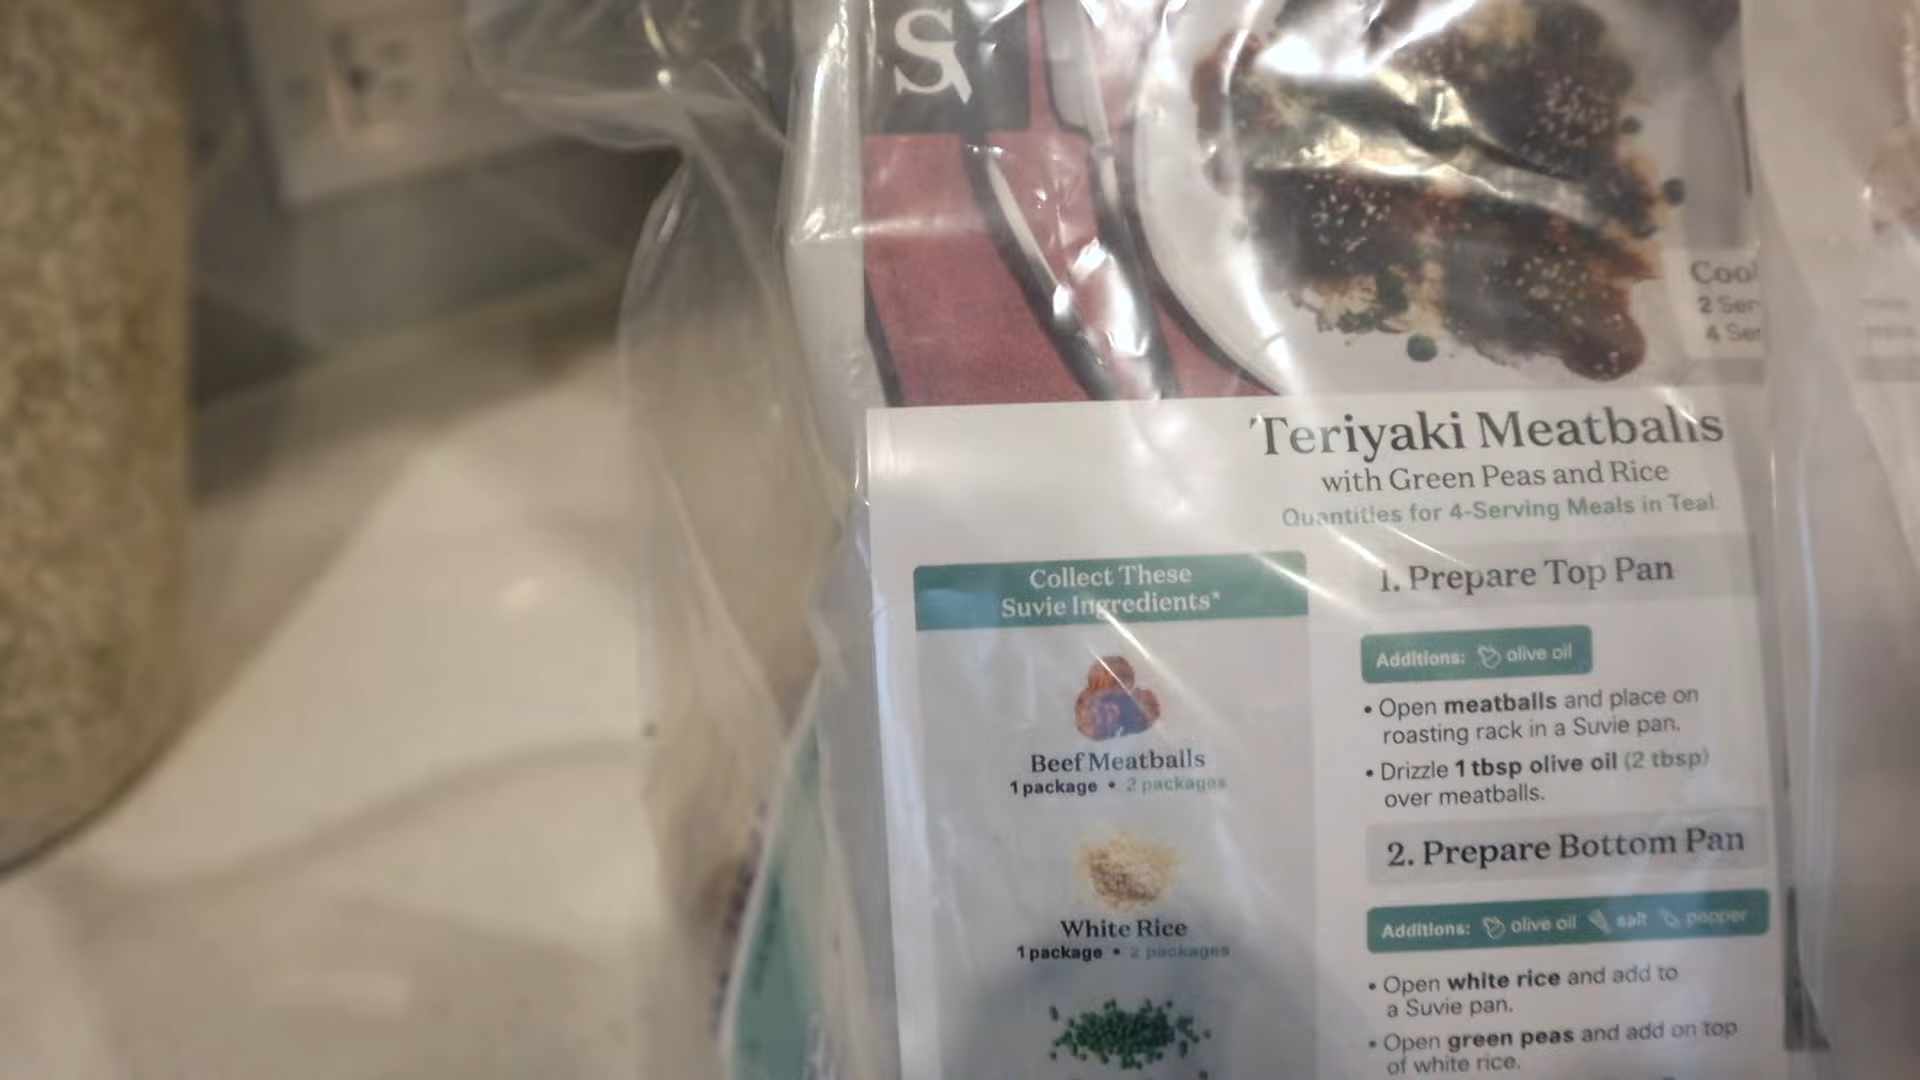 S
Teriyaki Meatballs
with Green Peas and Rice
Quantities for 4-Serving Meals in Teal
Collect These
Suvie Ingredients*
Beef Meatballs
1 package • 2 packages
White Rice
1 package • 2 packages
1. Prepare Top Pan
Additions: olive oil
• Open meatballs and place on
roasting rack in a Suvie pan.
• Drizzle 1 tbsp olive oil (2 tbsp)
over meatballs.
2. Prepare Bottom Pan
Additions: olive oil salt pepper
• Open white rice and add to
a Suvie pan.
• Open green peas and add on top
of white rice.